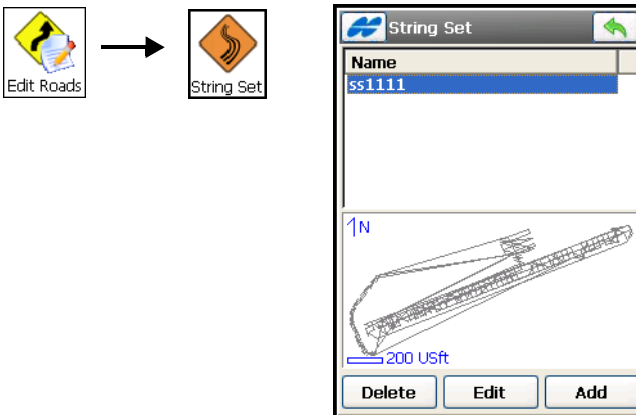 Edit Roads
String Set
String Set
Name
ss1111
N
200 USft
Delete Edit Add